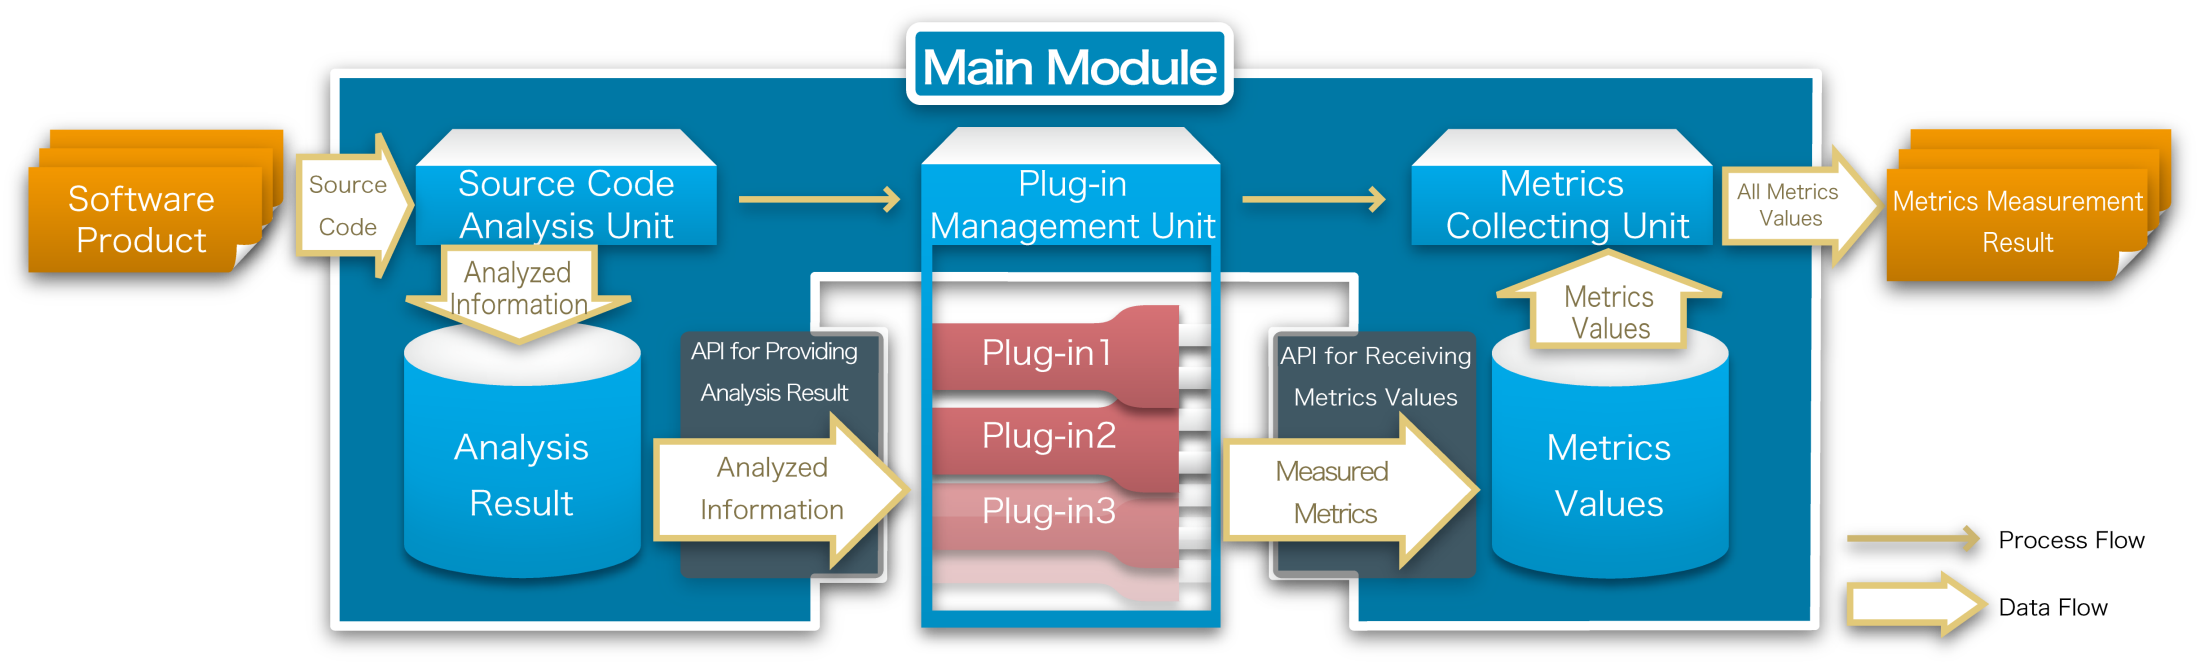 Main Module
Software
Product
Source
Code
Source Code
Analysis Unit
Plug-in
Management Unit
Metrics
Collecting Unit
All Metrics
Values
Metrics Measurement
Result
Analyzed
Information
Analysis
Result
API for Providing
Analysis Result
Analyzed
Information
Plug-in1
Plug-in2
Plug-in3
API for Receiving
Metrics Values
Measured
Metrics
Metrics
Values
Metrics
Values
Process Flow
Data Flow